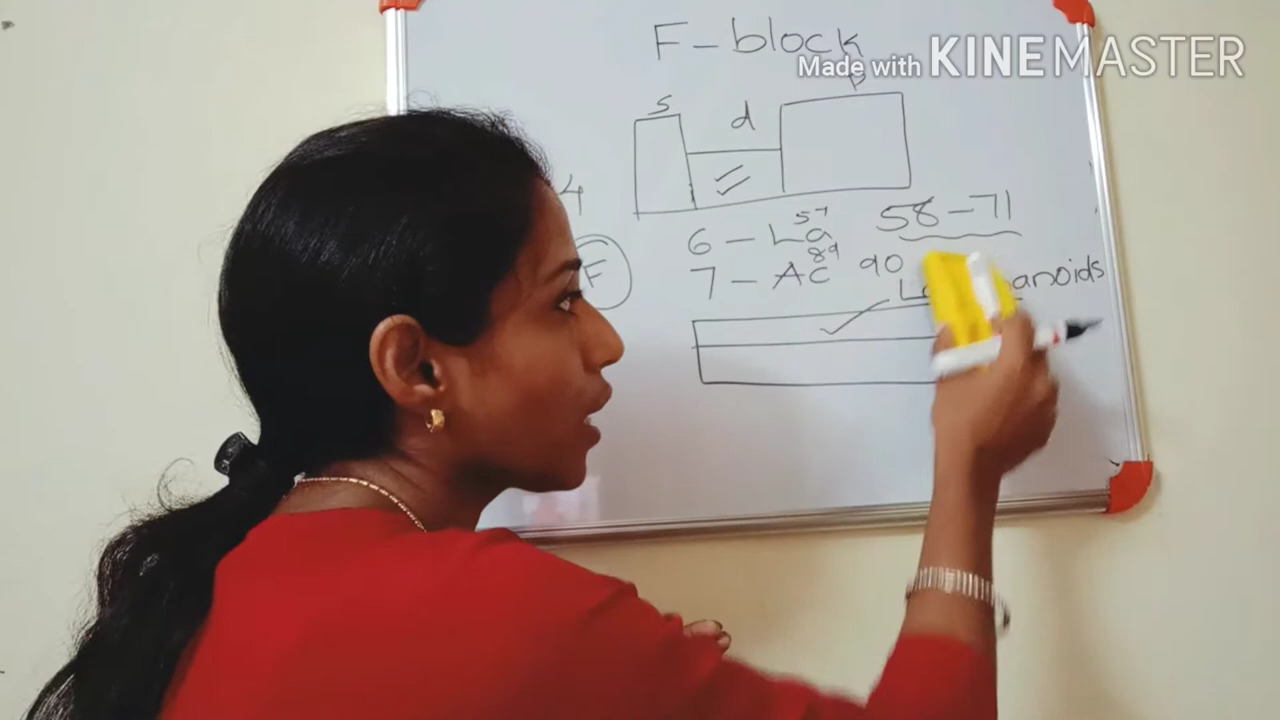 F-block
Made with KINEMASTER
s d p
4
6 - La 57 58-71
F
7 - Ac 89 90
anoids